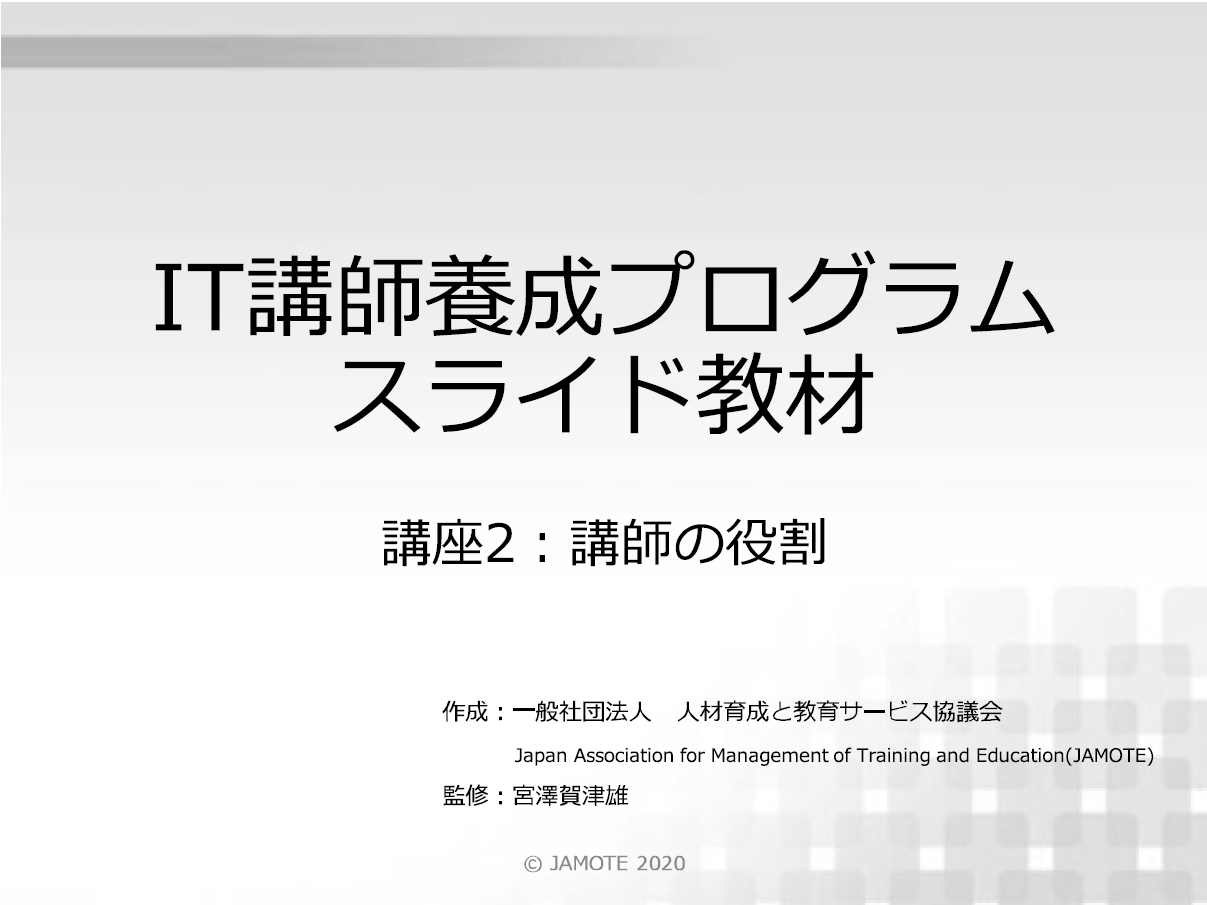 IT講師養成プログラム
スライド教材
講座2：講師の役割
作成：一般社団法人　人材育成と教育サービス協議会
Japan Association for Management of Training and Education(JAMOTE)
監修：宮澤賀津雄
© JAMOTE 2020